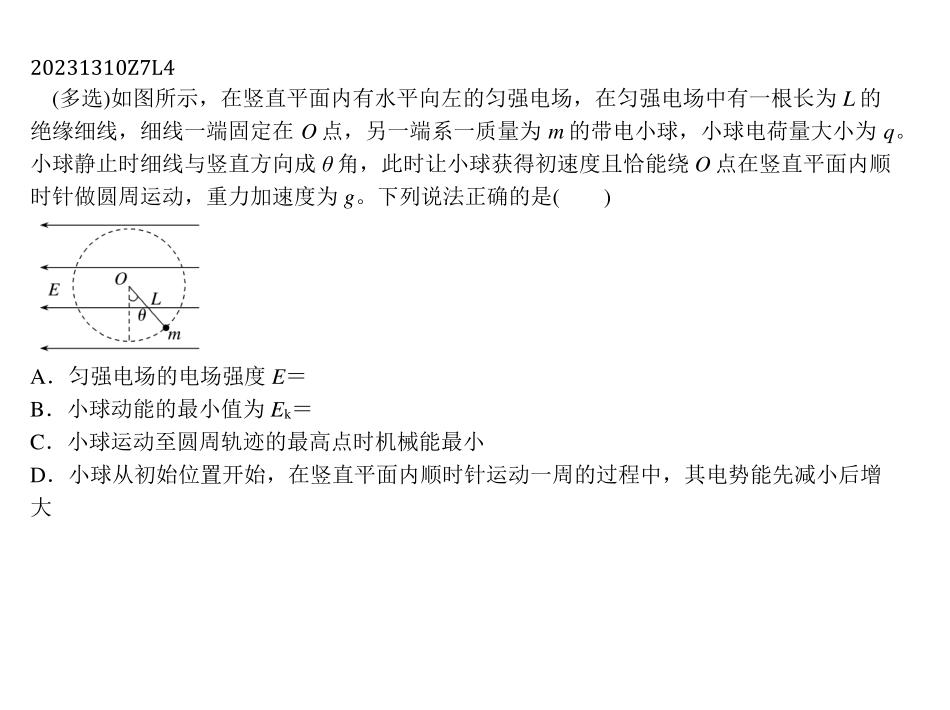 20231310Z7L4
(多选)如图所示，在竖直平面内有水平向左的匀强电场，在匀强电场中有一根长为 L 的
绝缘细线，细线一端固定在 O 点，另一端系一质量为 m 的带电小球，小球电荷量大小为 q。
小球静止时细线与竖直方向成 θ 角，此时让小球获得初速度且恰能绕 O 点在竖直平面内顺
时针做圆周运动，重力加速度为 g。下列说法正确的是(　　)
O
E
L
θ
m
A．匀强电场的电场强度 E＝
B．小球动能的最小值为 Ek＝
C．小球运动至圆周轨迹的最高点时机械能最小
D．小球从初始位置开始，在竖直平面内顺时针运动一周的过程中，其电势能先减小后增
大